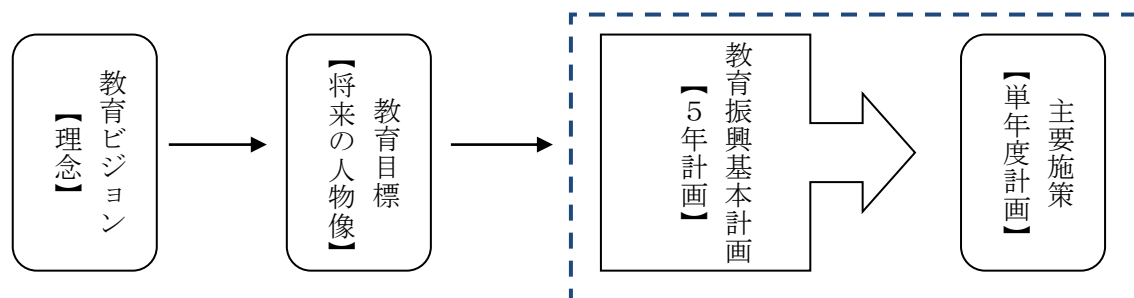 教育ビジョン
【理念】
教育目標
【将来の人物像】
教育振興基本計画
【５年計画】
主要施策
【単年度計画】